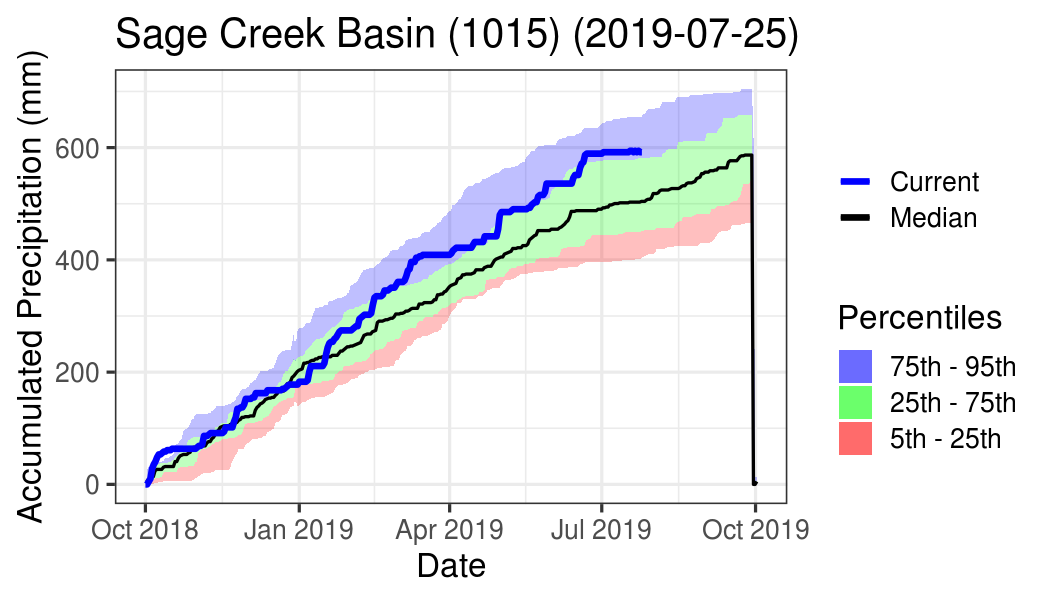 Sage Creek Basin (1015) (2019-07-25)
Accumulated Precipitation (mm)
600
400
200
0
Oct 2018
Jan 2019
Apr 2019
Jul 2019
Oct 2019
Date
Current
Median
Percentiles
75th - 95th
25th - 75th
5th - 25th